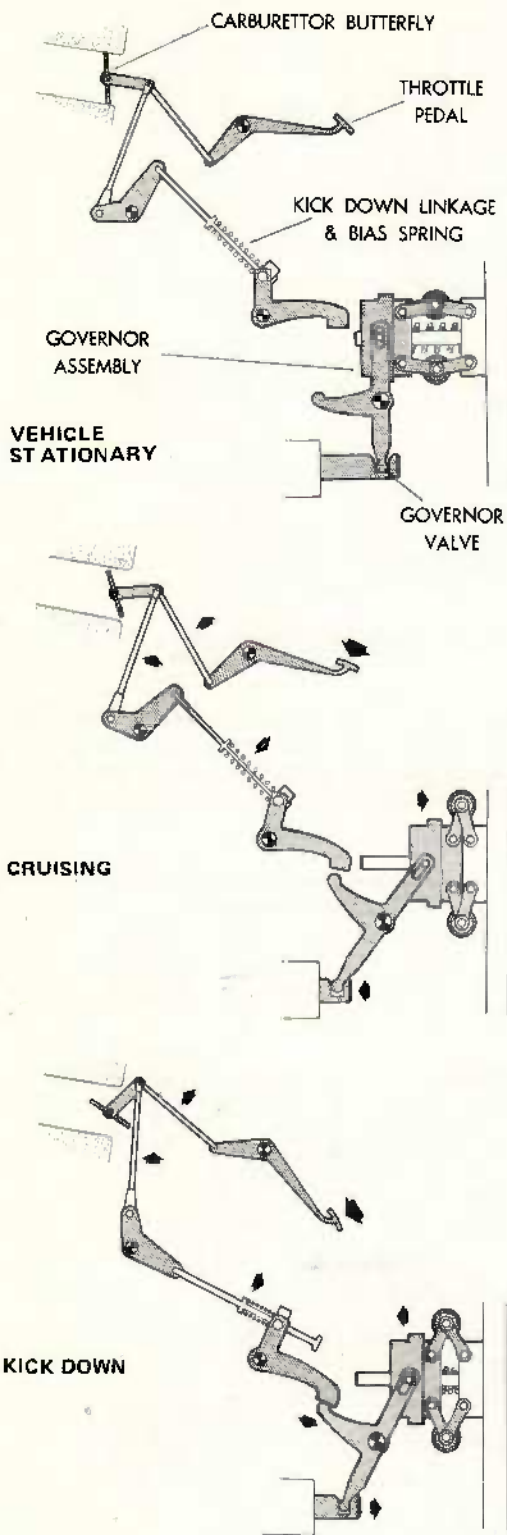 CARBURETTOR BUTTERFLY
THROTTLE
PEDAL
KICK DOWN LINKAGE
& BIAS SPRING
GOVERNOR
ASSEMBLY
VEHICLE
STATIONARY
GOVERNOR
VALVE
CRUISING
KICK DOWN